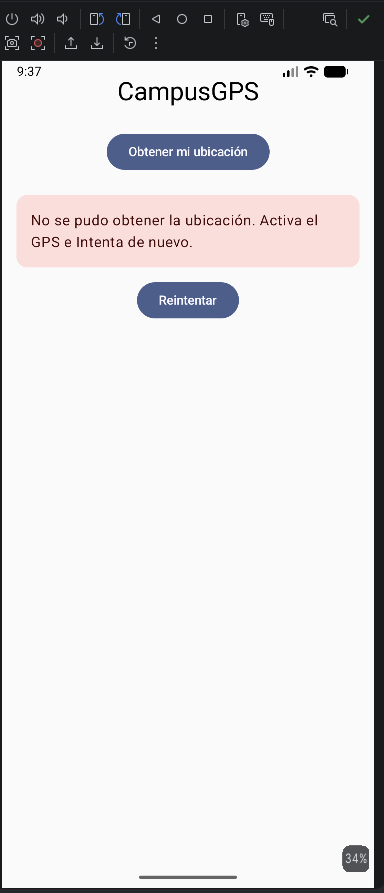 9:37
CampusGPS
Obtener mi ubicación
No se pudo obtener la ubicación. Activa el
GPS e Intenta de nuevo.
Reintentar
34%